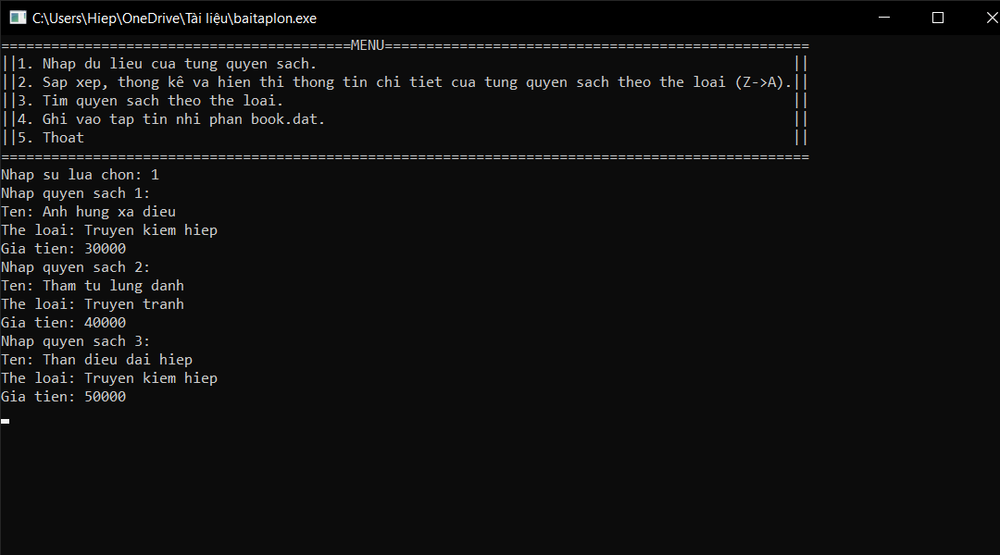 C:\Users\Hiep\OneDrive\Tài liệu\baitaplon.exe
==========================================MENU===================================================
||1. Nhap du lieu cua tung quyen sach.                                                         ||
||2. Sap xep, thong kê va hien thi thong tin chi tiet cua tung quyen sach theo the loai (Z->A).||
||3. Tim quyen sach theo the loai.                                                             ||
||4. Ghi vao tap tin nhi phan book.dat.                                                        ||
||5. Thoat                                                                                     ||
=================================================================================================
Nhap su lua chon: 1
Nhap quyen sach 1:
Ten: Anh hung xa dieu
The loai: Truyen kiem hiep
Gia tien: 30000
Nhap quyen sach 2:
Ten: Tham tu lung danh
The loai: Truyen tranh
Gia tien: 40000
Nhap quyen sach 3:
Ten: Than dieu dai hiep
The loai: Truyen kiem hiep
Gia tien: 50000